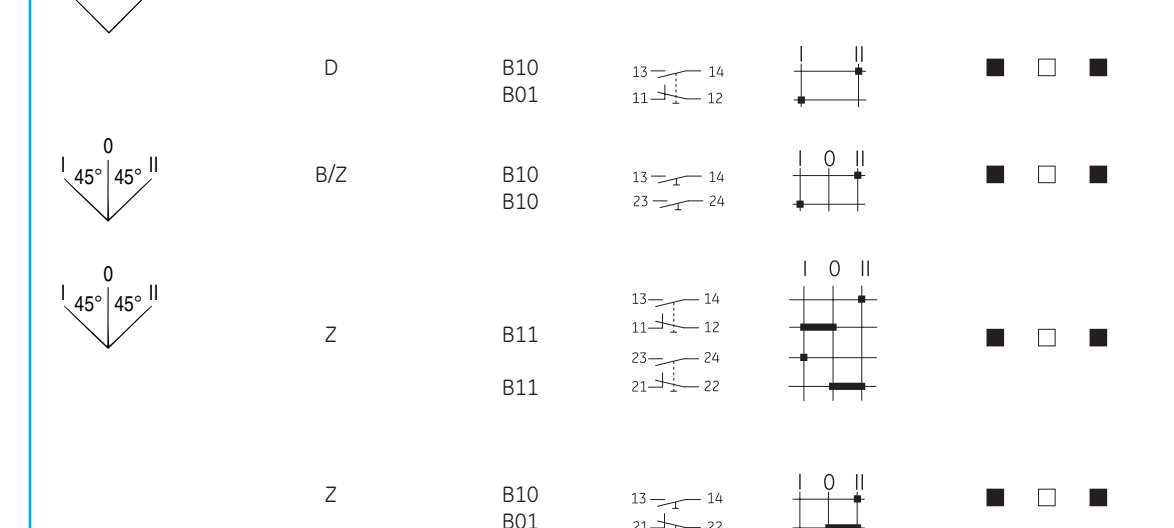 I II
D B10 13 14
B01 11 12
0
I 45° 45° II
I 0 II
B/Z B10 13 14
B10 23 24
0
I 45° 45° II
I 0 II
13 14
Z B11 11 12
23 24
B11 21 22
I 0 II
Z B10 13 14
B01 21 22